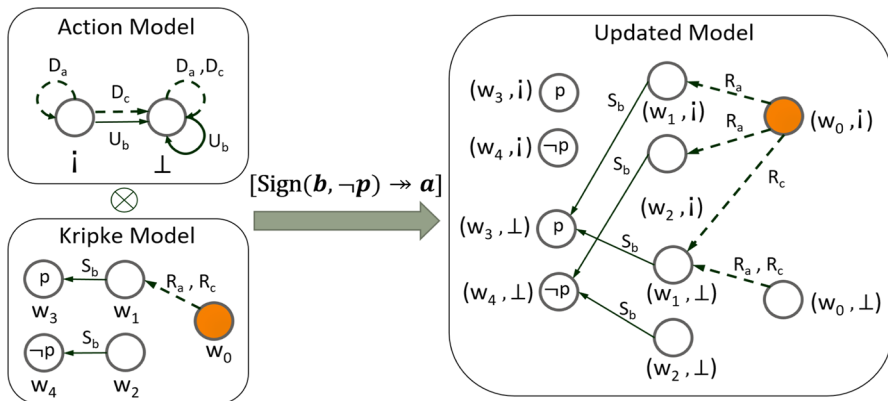 Action Model
D_a
D_a , D_c
D_c
U_b
U_b
i
⊥
⊗
Kripke Model
S_b
R_a , R_c
p
w_3
w_1
w_0
S_b
¬p
w_4
w_2
[Sign(b, ¬p) ↠ a]
Updated Model
(w_3 , i)
p
S_b
R_a
(w_1 , i)
(w_0 , i)
(w_4 , i)
¬p
S_b
R_a
R_c
(w_2 , i)
(w_3 , ⊥)
p
S_b
R_a , R_c
(w_1 , ⊥)
(w_4 , ⊥)
¬p
(w_0 , ⊥)
S_b
(w_2 , ⊥)